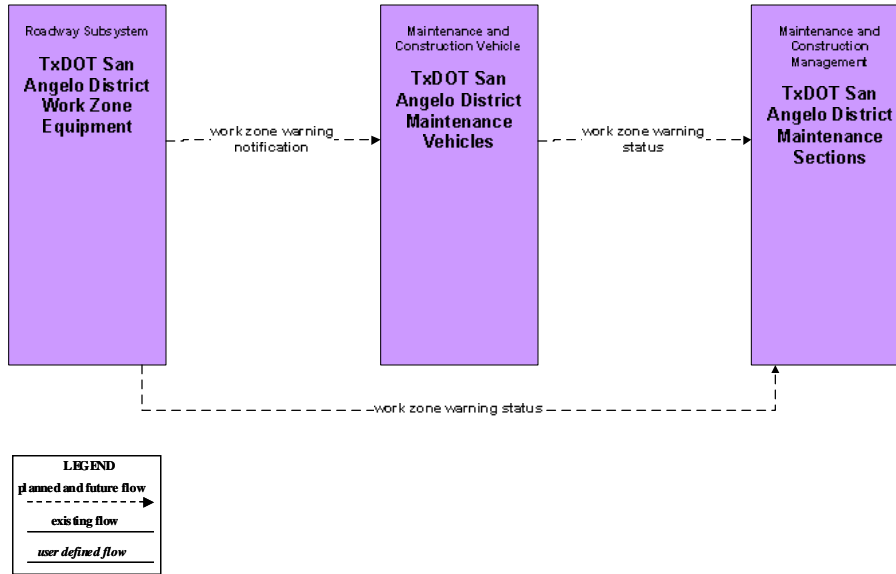 Roadway Subsystem
TxDOT San
Angelo District
Work Zone
Equipment
Maintenance and
Construction Vehicle
TxDOT San
Angelo District
Maintenance
Vehicles
Maintenance and
Construction
Management
TxDOT San
Angelo District
Maintenance
Sections
work zone warning
notification
work zone warning
status
work zone warning status
LEGEND
planned and future flow
existing flow
user defined flow